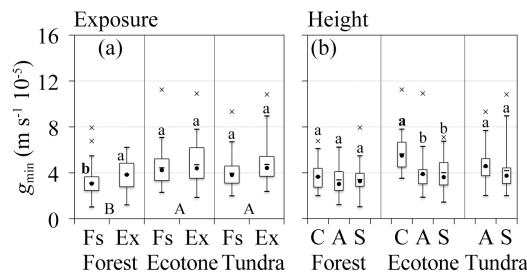 Exposure Height
16 (a) (b)
12
8
4
0
g_min (m s⁻¹ 10⁻⁵)
b a a a a a
B A A
Fs Ex Fs Ex Fs Ex
Forest Ecotone Tundra
a a a a b b a a
C A S C A S A S
Forest Ecotone Tundra